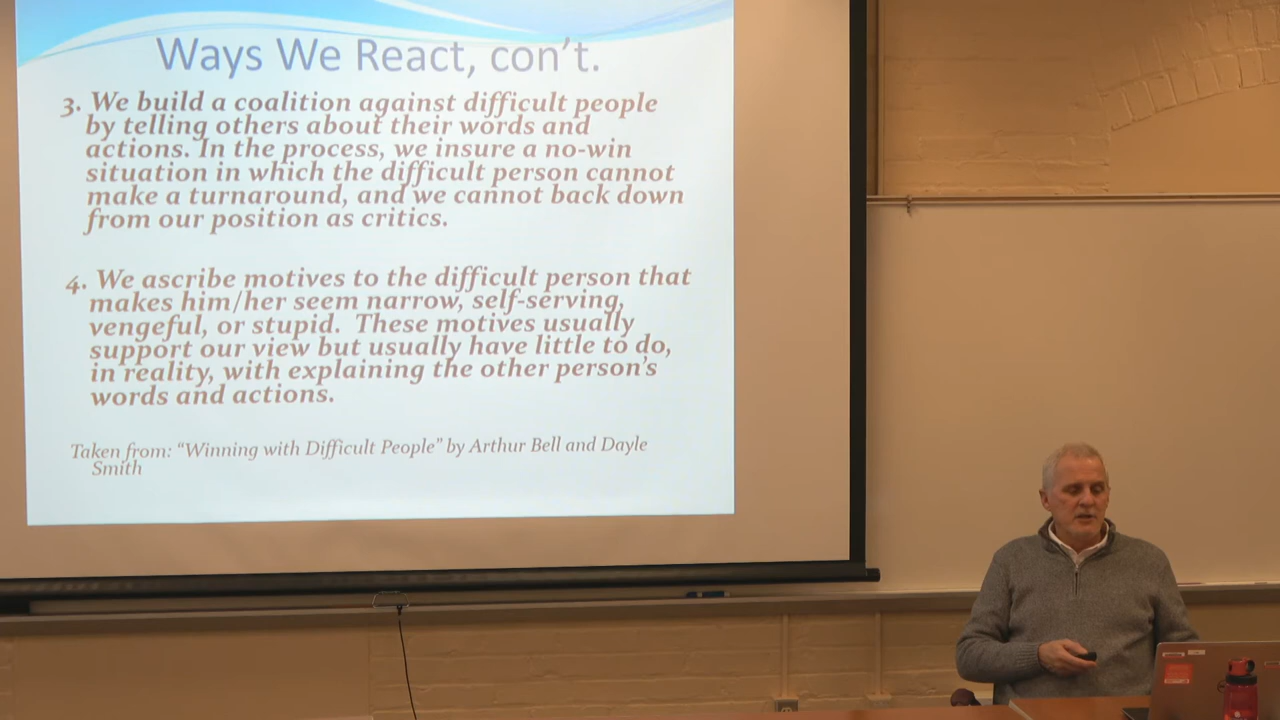 Ways We React, con’t.
3. We build a coalition against difficult people
by telling others about their words and
actions. In the process, we insure a no-win
situation in which the difficult person cannot
make a turnaround, and we cannot back down
from our position as critics.
4. We ascribe motives to the difficult person that
makes him/her seem narrow, self-serving,
vengeful, or stupid. These motives usually
support our view but usually have little to do,
in reality, with explaining the other person’s
words and actions.
Taken from: “Winning with Difficult People” by Arthur Bell and Dayle
Smith